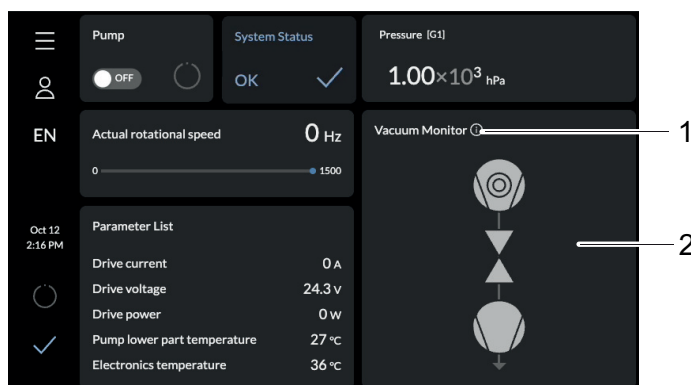 Pump
OFF
System Status
OK
Pressure [G1]
1.00×10³ hPa
EN
Actual rotational speed 0 Hz
0 1500
Vacuum Monitor
1
2
Oct 12
2:16 PM
Parameter List
Drive current 0 A
Drive voltage 24.3 V
Drive power 0 W
Pump lower part temperature 27 °C
Electronics temperature 36 °C